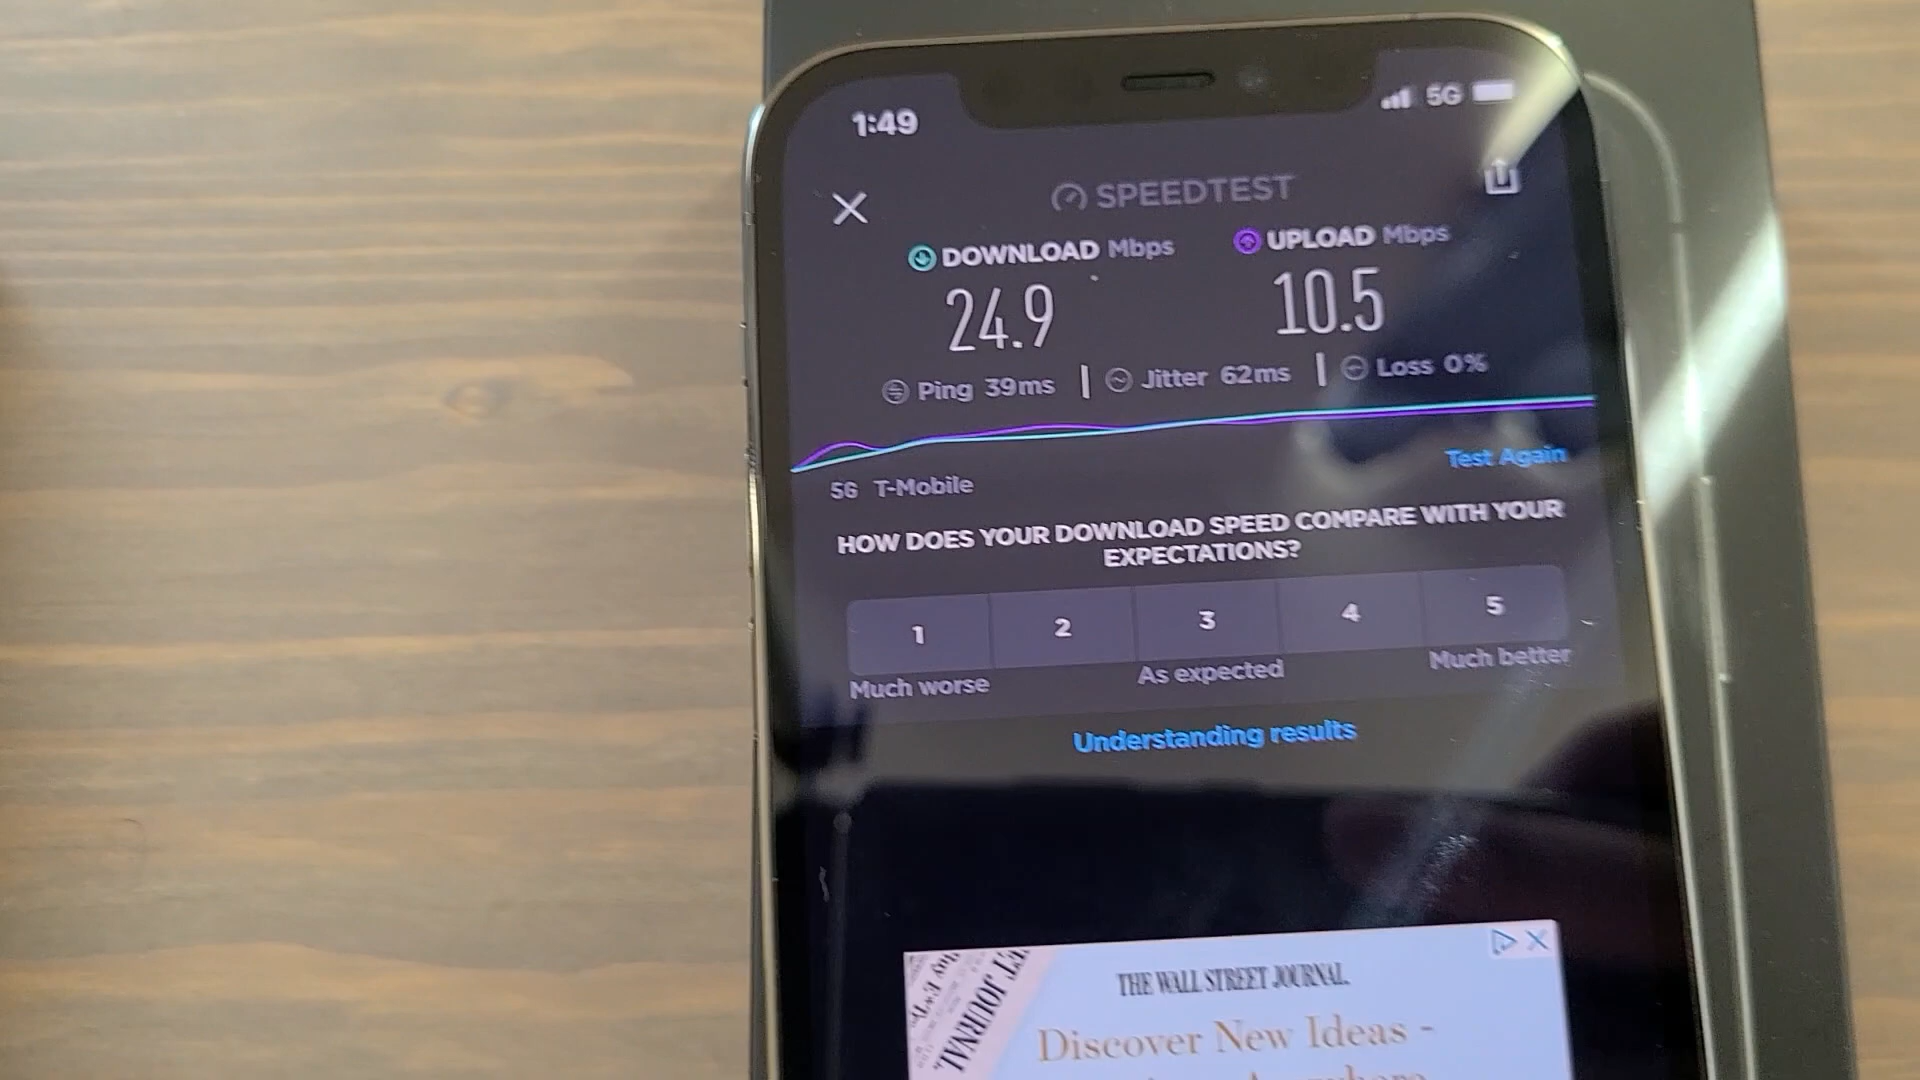 1:49
5G
SPEEDTEST
DOWNLOAD Mbps
UPLOAD Mbps
24.9
10.5
Ping 39ms
Jitter 62ms
Loss 0%
Test Again
5G T-Mobile
HOW DOES YOUR DOWNLOAD SPEED COMPARE WITH YOUR
EXPECTATIONS?
1 2 3 4 5
Much worse
As expected
Much better
Understanding results
THE WALL STREET JOURNAL.
ET JOURNAL
Discover New Ideas -